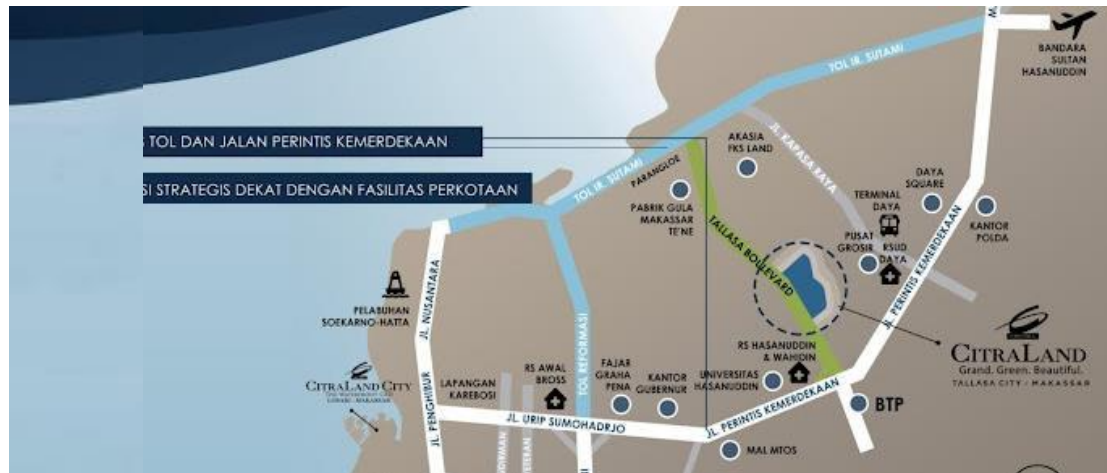 TOL DAN JALAN PERINTIS KEMERDEKAAN
SI STRATEGIS DEKAT DENGAN FASILITAS PERKOTAAN
TOL IR. SUTAMI
BANDARA
SULTAN
HASANUDDIN
JL. KAPASA RAYA
AKASIA
FKS LAND
PARANGLOE
TOL IR. SUTAMI
PABRIK GULA
MAKASSAR
TE'NE
TALLASA BOLLEVARD
DAYA
SQUARE
TERMINAL
DAYA
KANTOR
POLDA
PUSAT
GROSIR
RSUD
DAYA
JL. PERINTIS KEMERDEKAAN
PELABUHAN
SOEKARNO-HATTA
JL. NUSANTARA
TOL REFORMASI
CITRALAND
Grand. Green. Beautiful.
TALLASA CITY - MAKASSAR
RS HASANUDDIN
& WAHIDIN
UNIVERSITAS
HASANUDDIN
RS AWAL
BROSS
FAJAR
GRAHA
PENA
KANTOR
GUBERNUR
CITRALAND CITY
LOSARI - MAKASSAR
LAPANGAN
KAREBOSI
JL. PENGHIBUR
JL. URIP SUMOHADRJO
JL. PERINTIS KEMERDEKAAN
BTP
MAL MTOS